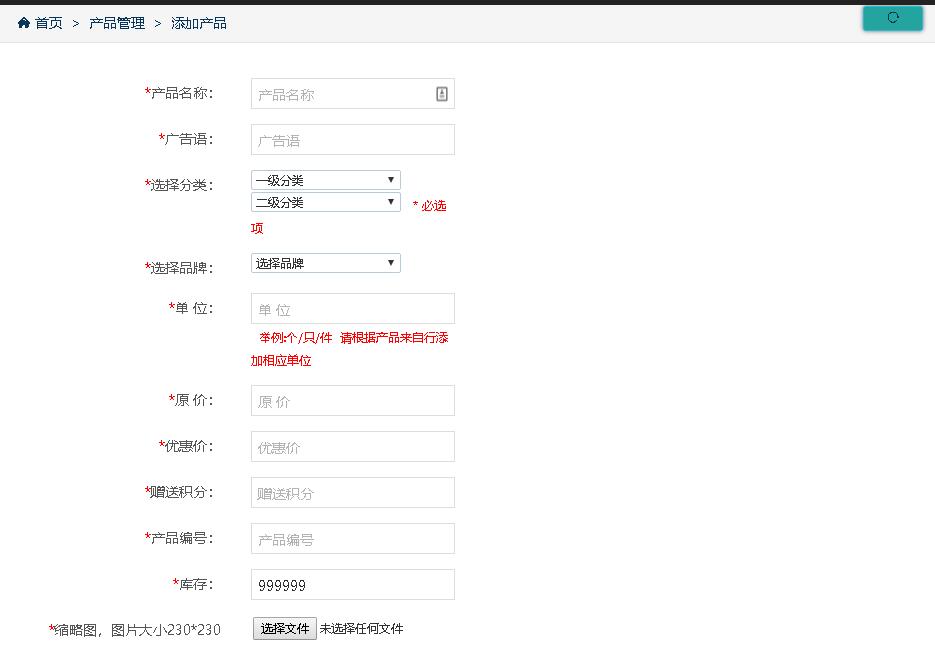 首页 > 产品管理 > 添加产品
*产品名称： 产品名称
*广告语： 广告语
*选择分类： 一级分类
二级分类 * 必选
项
*选择品牌： 选择品牌
*单 位： 单 位
举例:个/只/件 请根据产品来自行添
加相应单位
*原 价： 原 价
*优惠价： 优惠价
*赠送积分： 赠送积分
*产品编号： 产品编号
*库存： 999999
*缩略图，图片大小230*230 选择文件 未选择任何文件